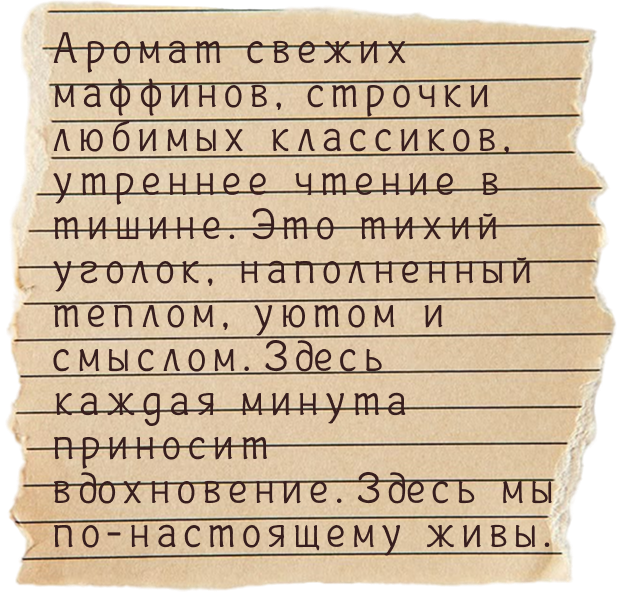 Аромат свежих
маффинов, строчки
любимых классиков,
утреннее чтение в
тишине. Это тихий
уголок, наполненный
теплом, уютом и
смыслом. Здесь
каждая минута
приносит
вдохновение. Здесь мы
по-настоящему живы.